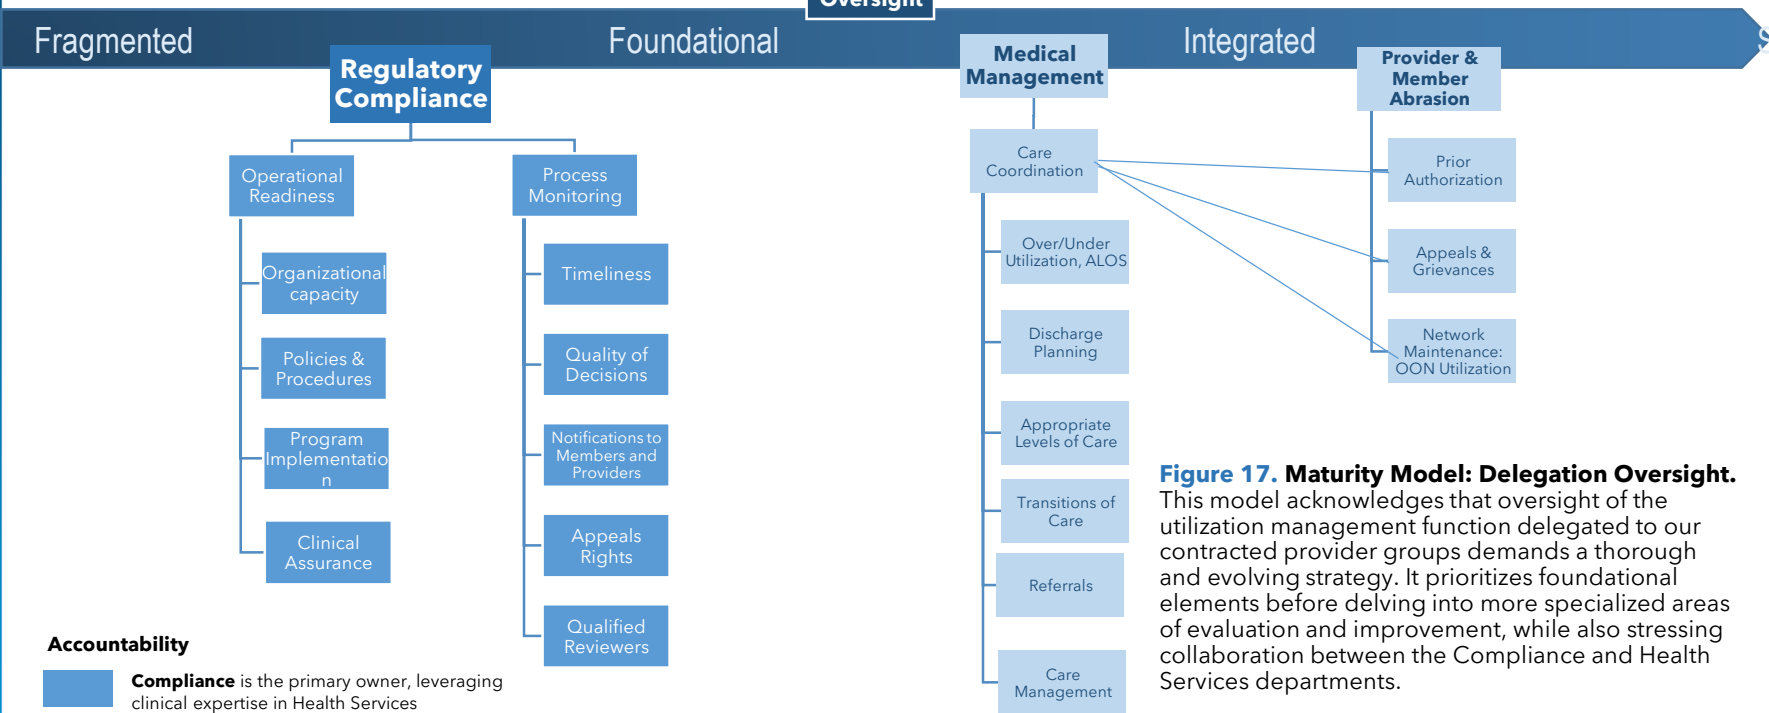 Oversight
Fragmented
Foundational
Integrated
Regulatory
Compliance
Medical
Management
Provider &
Member
Abrasion
Operational
Readiness
Organizational
capacity
Policies &
Procedures
Program
Implementatio
n
Clinical
Assurance
Process
Monitoring
Timeliness
Quality of
Decisions
Notifications to
Members and
Providers
Appeals
Rights
Qualified
Reviewers
Care
Coordination
Over/Under
Utilization, ALOS
Discharge
Planning
Appropriate
Levels of Care
Transitions of
Care
Referrals
Care
Management
Prior
Authorization
Appeals &
Grievances
Network
Maintenance:
OON Utilization
Figure 17. Maturity Model: Delegation Oversight.
This model acknowledges that oversight of the
utilization management function delegated to our
contracted provider groups demands a thorough
and evolving strategy. It prioritizes foundational
elements before delving into more specialized areas
of evaluation and improvement, while also stressing
collaboration between the Compliance and Health
Services departments.
Accountability
Compliance is the primary owner, leveraging
clinical expertise in Health Services